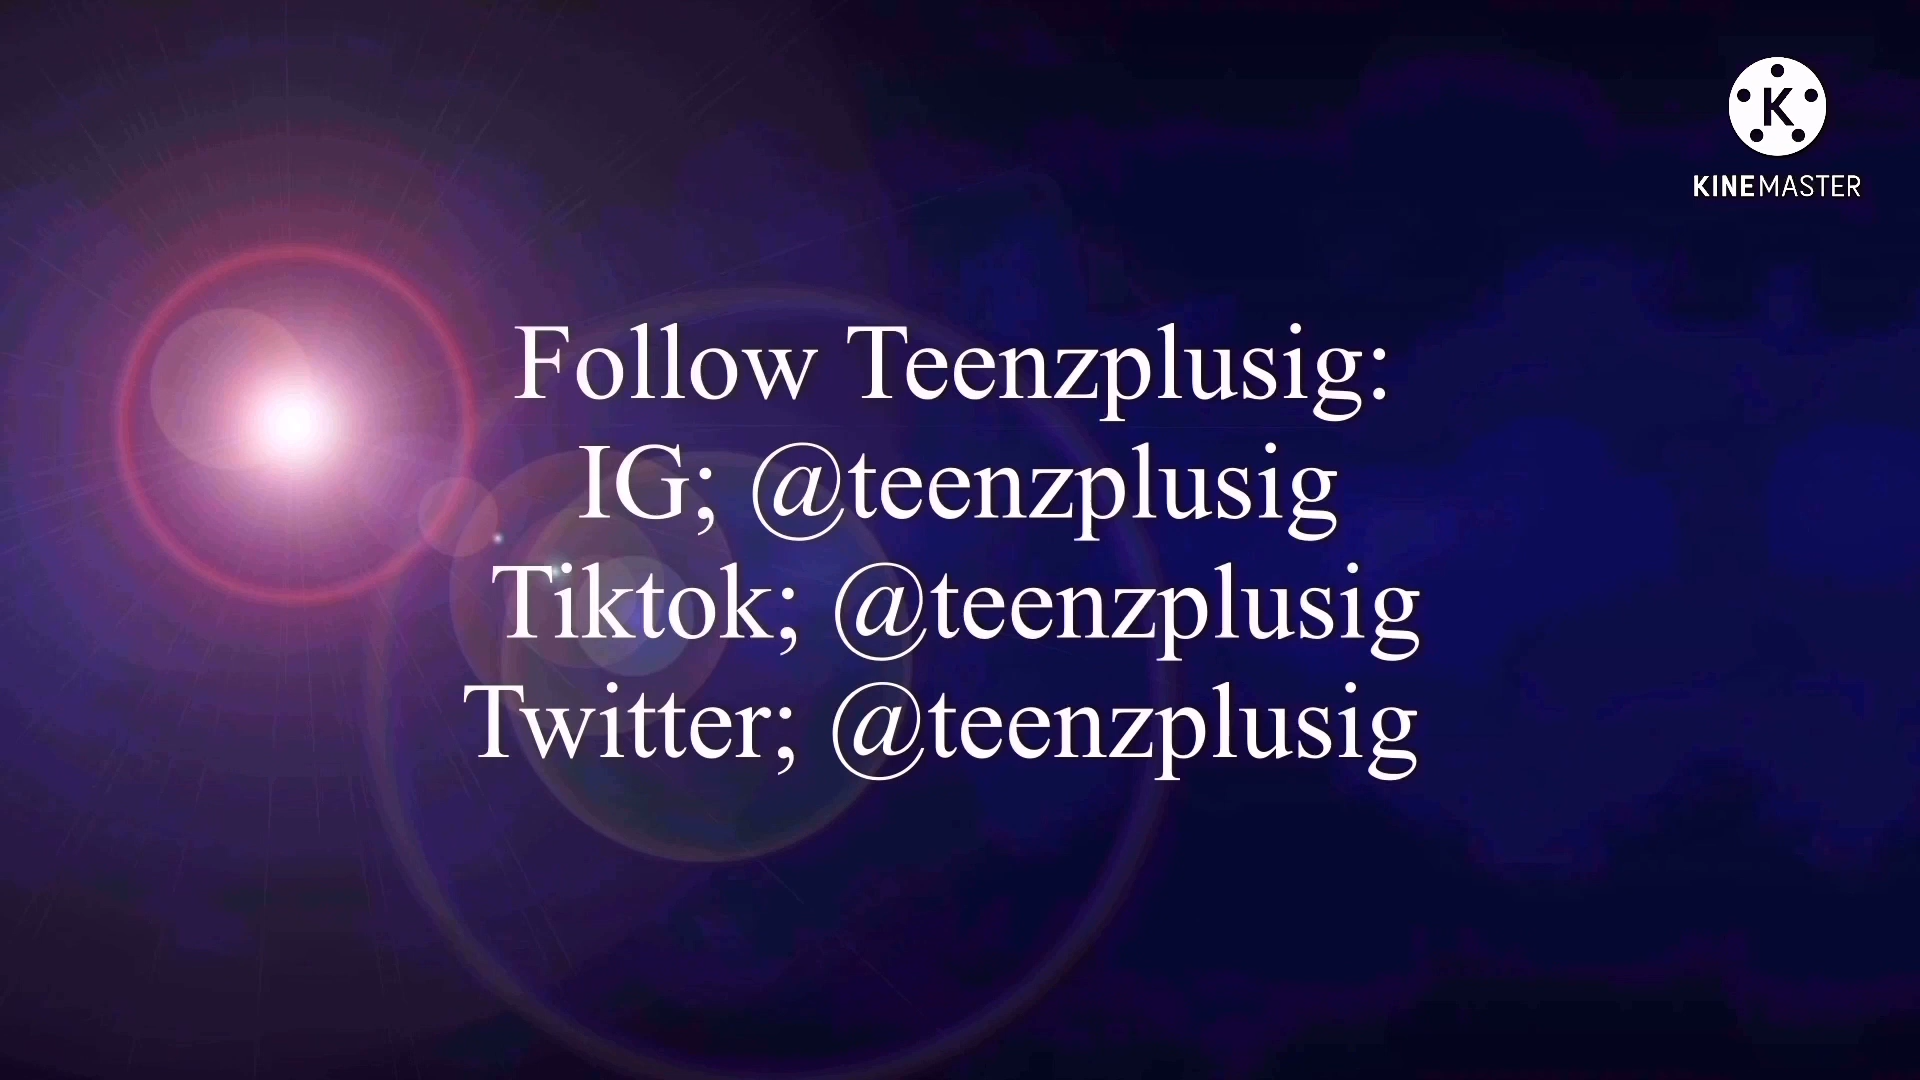 K
KINEMASTER
Follow Teenzplusig:
IG; @teenzplusig
Tiktok; @teenzplusig
Twitter; @teenzplusig